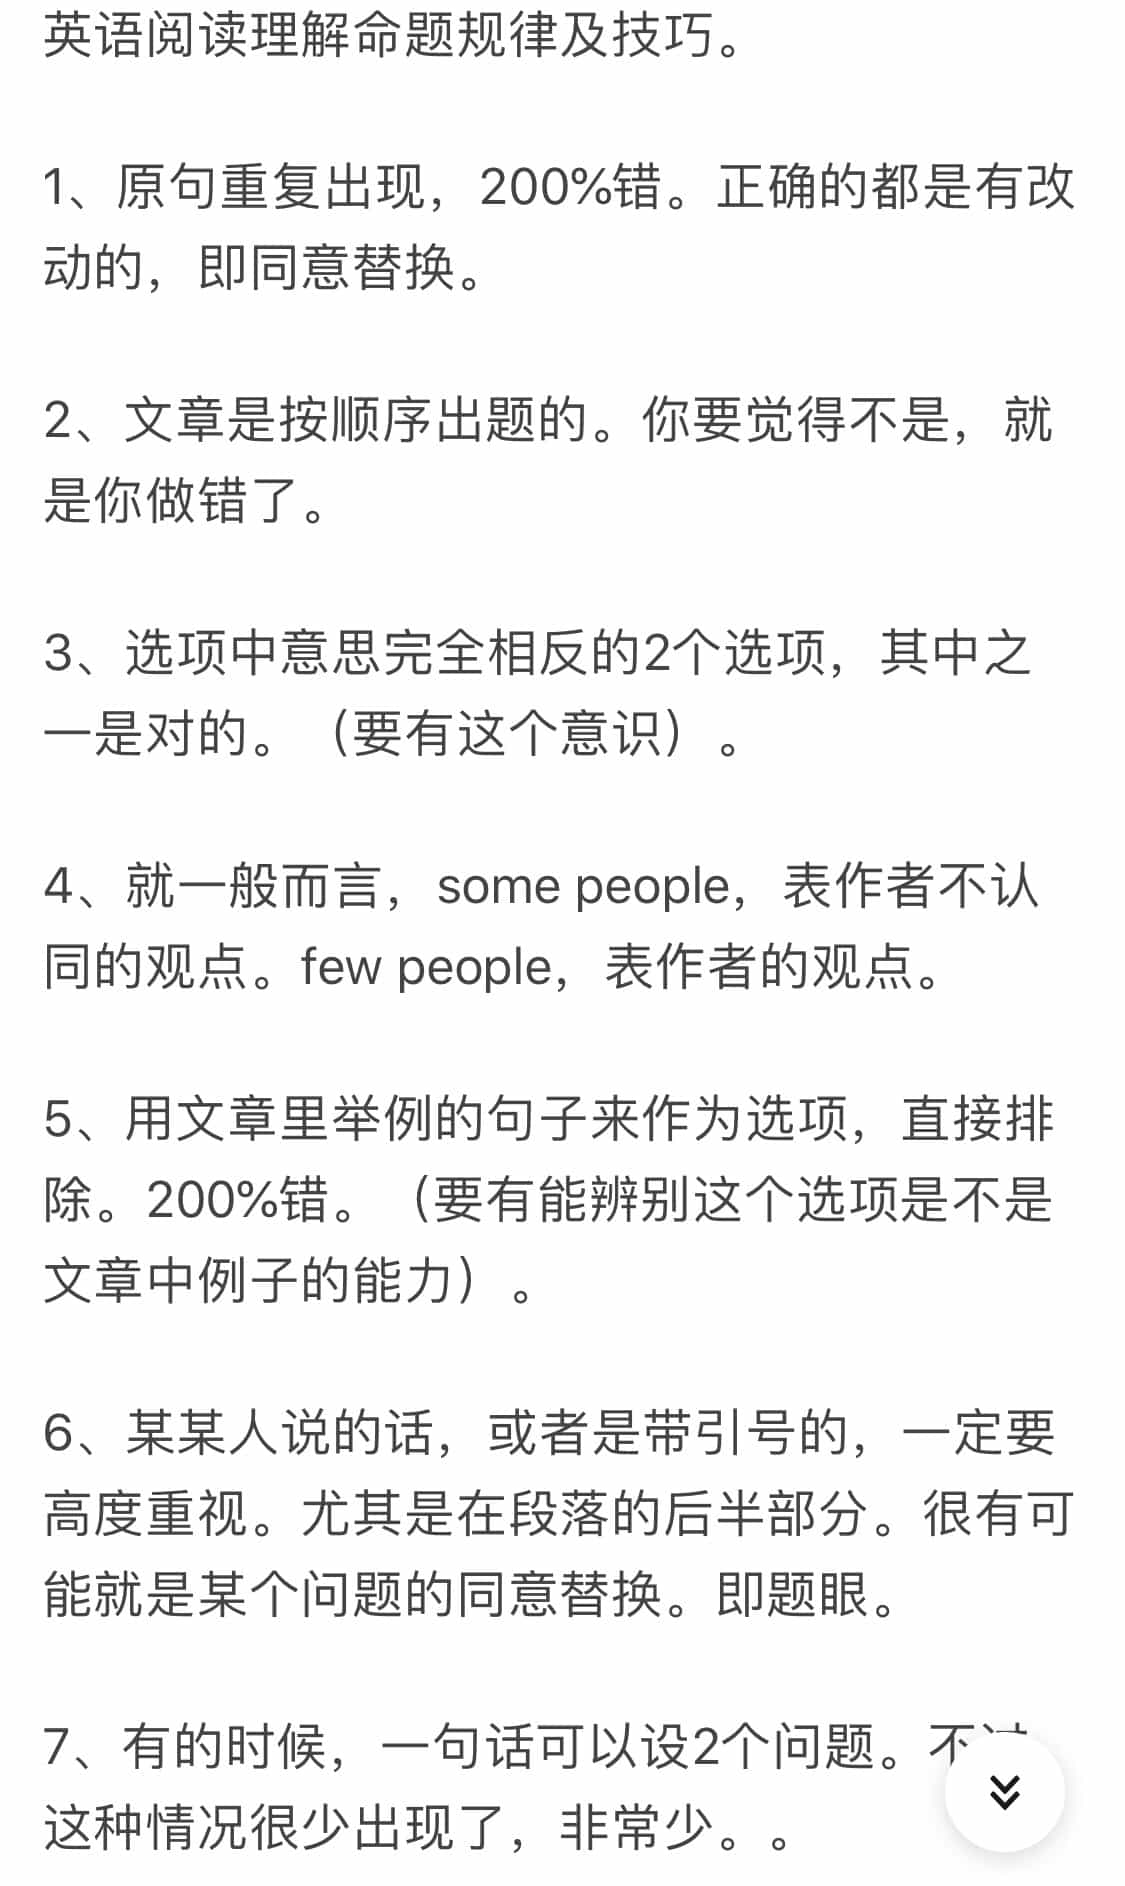 英语阅读理解命题规律及技巧。
1、原句重复出现，200%错。正确的都是有改
动的，即同意替换。
2、文章是按顺序出题的。你要觉得不是，就
是你做错了。
3、选项中意思完全相反的2个选项，其中之
一是对的。（要有这个意识）。
4、就一般而言，some people，表作者不认
同的观点。few people，表作者的观点。
5、用文章里举例的句子来作为选项，直接排
除。200%错。（要有能辨别这个选项是不是
文章中例子的能力）。
6、某某人说的话，或者是带引号的，一定要
高度重视。尤其是在段落的后半部分。很有可
能就是某个问题的同意替换。即题眼。
7、有的时候，一句话可以设2个问题。不过
这种情况很少出现了，非常少。。